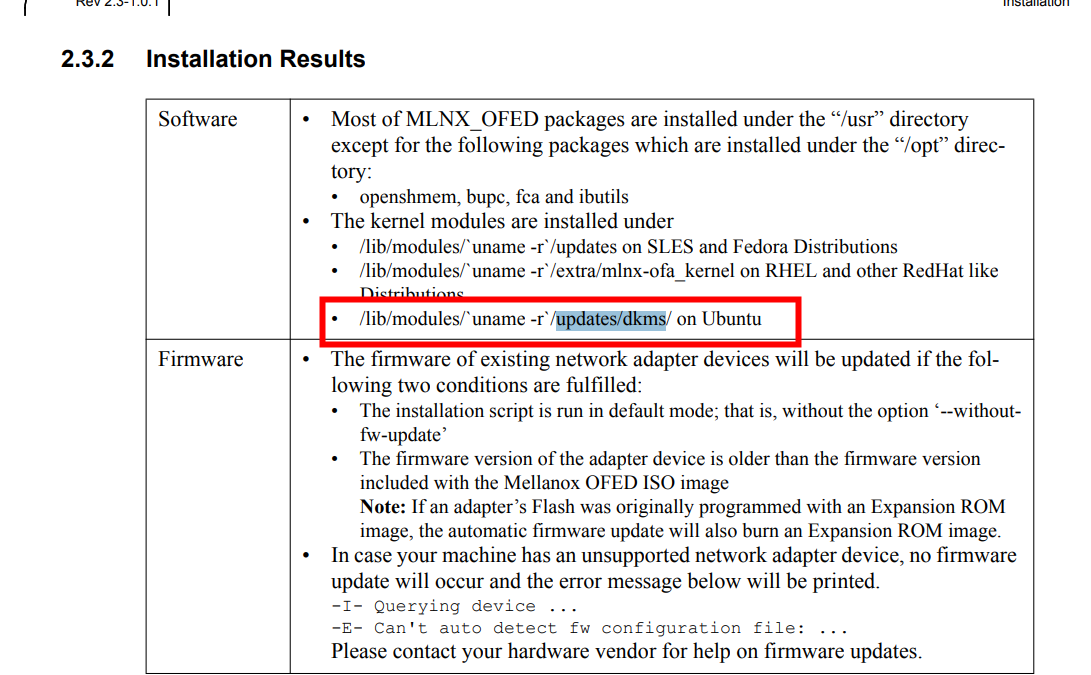 Rev 2.3-1.0.1
Installation
2.3.2 Installation Results
Software
• Most of MLNX_OFED packages are installed under the “/usr” directory
except for the following packages which are installed under the “/opt” direc-
tory:
• openshmem, bupc, fca and ibutils
• The kernel modules are installed under
• /lib/modules/`uname -r`/updates on SLES and Fedora Distributions
• /lib/modules/`uname -r`/extra/mlnx-ofa_kernel on RHEL and other RedHat like
Distributions
• /lib/modules/`uname -r`/updates/dkms/ on Ubuntu
Firmware
• The firmware of existing network adapter devices will be updated if the fol-
lowing two conditions are fulfilled:
• The installation script is run in default mode; that is, without the option ‘--without-
fw-update’
• The firmware version of the adapter device is older than the firmware version
included with the Mellanox OFED ISO image
Note: If an adapter’s Flash was originally programmed with an Expansion ROM
image, the automatic firmware update will also burn an Expansion ROM image.
• In case your machine has an unsupported network adapter device, no firmware
update will occur and the error message below will be printed.
-I- Querying device ...
-E- Can't auto detect fw configuration file: ...
Please contact your hardware vendor for help on firmware updates.